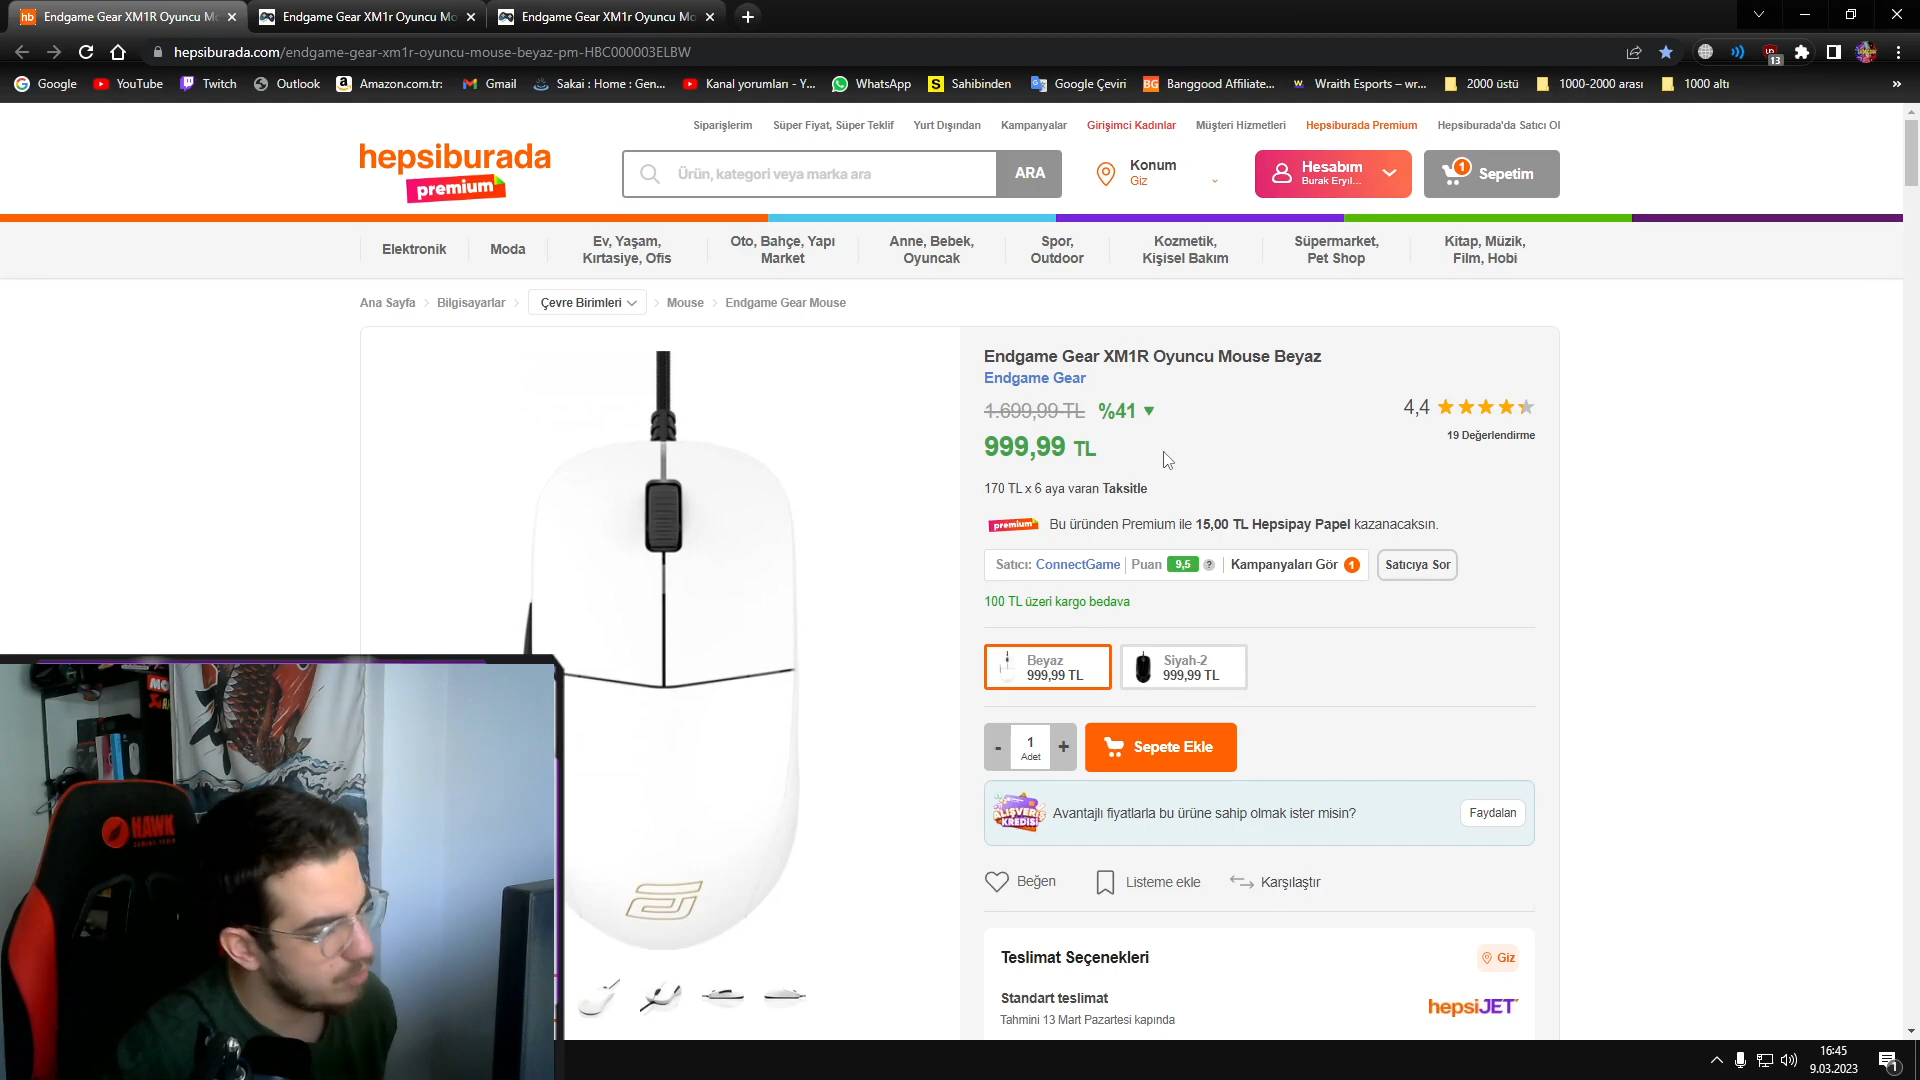 Endgame Gear XM1R Oyuncu Mo
Endgame Gear XM1r Oyuncu Mo
Endgame Gear XM1r Oyuncu Mo
hepsiburada.com/endgame-gear-xm1r-oyuncu-mouse-beyaz-pm-HBC000003ELBW
13
Google
YouTube
Twitch
Outlook
Amazon.com.tr:
Gmail
Sakai : Home : Gen...
Kanal yorumları - Y...
WhatsApp
Sahibinden
Google Çeviri
Banggood Affiliate...
Wraith Esports – wr...
2000 üstü
1000-2000 arası
1000 altı
Siparişlerim
Süper Fiyat, Süper Teklif
Yurt Dışından
Kampanyalar
Girişimci Kadınlar
Müşteri Hizmetleri
Hepsiburada Premium
Hepsiburada'da Satıcı Ol
hepsiburada
premium
Ürün, kategori veya marka ara
ARA
Konum
Giz
Hesabım
Burak Eryıl...
1
Sepetim
Elektronik
Moda
Ev, Yaşam,
Kırtasiye, Ofis
Oto, Bahçe, Yapı
Market
Anne, Bebek,
Oyuncak
Spor,
Outdoor
Kozmetik,
Kişisel Bakım
Süpermarket,
Pet Shop
Kitap, Müzik,
Film, Hobi
Ana Sayfa
Bilgisayarlar
Çevre Birimleri
Mouse
Endgame Gear Mouse
Endgame Gear XM1R Oyuncu Mouse Beyaz
Endgame Gear
1.699,99 TL %41
999,99 TL
4,4
19 Değerlendirme
170 TL x 6 aya varan Taksitle
premium Bu üründen Premium ile 15,00 TL Hepsipay Papel kazanacaksın.
Satıcı: ConnectGame Puan 9,5 ? Kampanyaları Gör 1
Satıcıya Sor
100 TL üzeri kargo bedava
Beyaz
999,99 TL
Siyah-2
999,99 TL
-
1
Adet
+
Sepete Ekle
ALIŞVERİŞ
KREDİSİ
Avantajlı fiyatlarla bu ürüne sahip olmak ister misin?
Faydalan
Beğen
Listeme ekle
Karşılaştır
Teslimat Seçenekleri
Giz
Standart teslimat
Tahmini 13 Mart Pazartesi kapında
hepsiJET
HAWK
16:45
9.03.2023
1